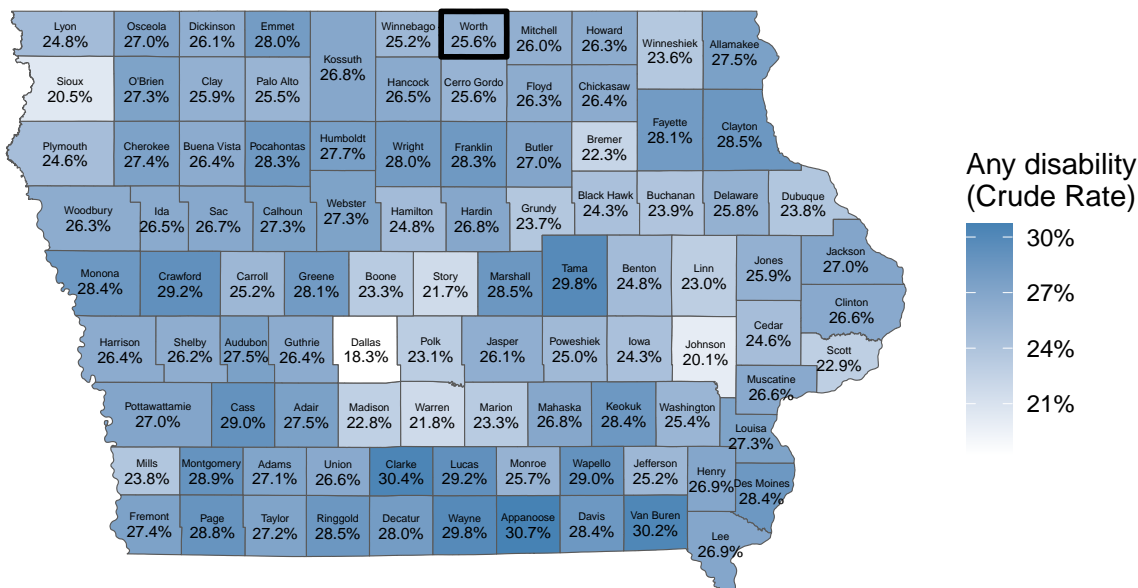 Lyon
24.8%
Osceola
27.0%
Dickinson
26.1%
Emmet
28.0%
Kossuth
26.8%
Winnebago
25.2%
Worth
25.6%
Mitchell
26.0%
Howard
26.3%
Winneshiek
23.6%
Allamakee
27.5%
Sioux
20.5%
O'Brien
27.3%
Clay
25.9%
Palo Alto
25.5%
Hancock
26.5%
Cerro Gordo
25.6%
Floyd
26.3%
Chickasaw
26.4%
Fayette
28.1%
Clayton
28.5%
Plymouth
24.6%
Cherokee
27.4%
Buena Vista
26.4%
Pocahontas
28.3%
Humboldt
27.7%
Wright
28.0%
Franklin
28.3%
Butler
27.0%
Bremer
22.3%
Woodbury
26.3%
Ida
26.5%
Sac
26.7%
Calhoun
27.3%
Webster
27.3%
Hamilton
24.8%
Hardin
26.8%
Grundy
23.7%
Black Hawk
24.3%
Buchanan
23.9%
Delaware
25.8%
Dubuque
23.8%
Monona
28.4%
Crawford
29.2%
Carroll
25.2%
Greene
28.1%
Boone
23.3%
Story
21.7%
Marshall
28.5%
Tama
29.8%
Benton
24.8%
Linn
23.0%
Jones
25.9%
Jackson
27.0%
Clinton
26.6%
Harrison
26.4%
Shelby
26.2%
Audubon
27.5%
Guthrie
26.4%
Dallas
18.3%
Polk
23.1%
Jasper
26.1%
Poweshiek
25.0%
Iowa
24.3%
Johnson
20.1%
Cedar
24.6%
Scott
22.9%
Muscatine
26.6%
Pottawattamie
27.0%
Cass
29.0%
Adair
27.5%
Madison
22.8%
Warren
21.8%
Marion
23.3%
Mahaska
26.8%
Keokuk
28.4%
Washington
25.4%
Louisa
27.3%
Mills
23.8%
Montgomery
28.9%
Adams
27.1%
Union
26.6%
Clarke
30.4%
Lucas
29.2%
Monroe
25.7%
Wapello
29.0%
Jefferson
25.2%
Henry
26.9%
Des Moines
28.4%
Fremont
27.4%
Page
28.8%
Taylor
27.2%
Ringgold
28.5%
Decatur
28.0%
Wayne
29.8%
Appanoose
30.7%
Davis
28.4%
Van Buren
30.2%
Lee
26.9%
Any disability
(Crude Rate)
30%
27%
24%
21%